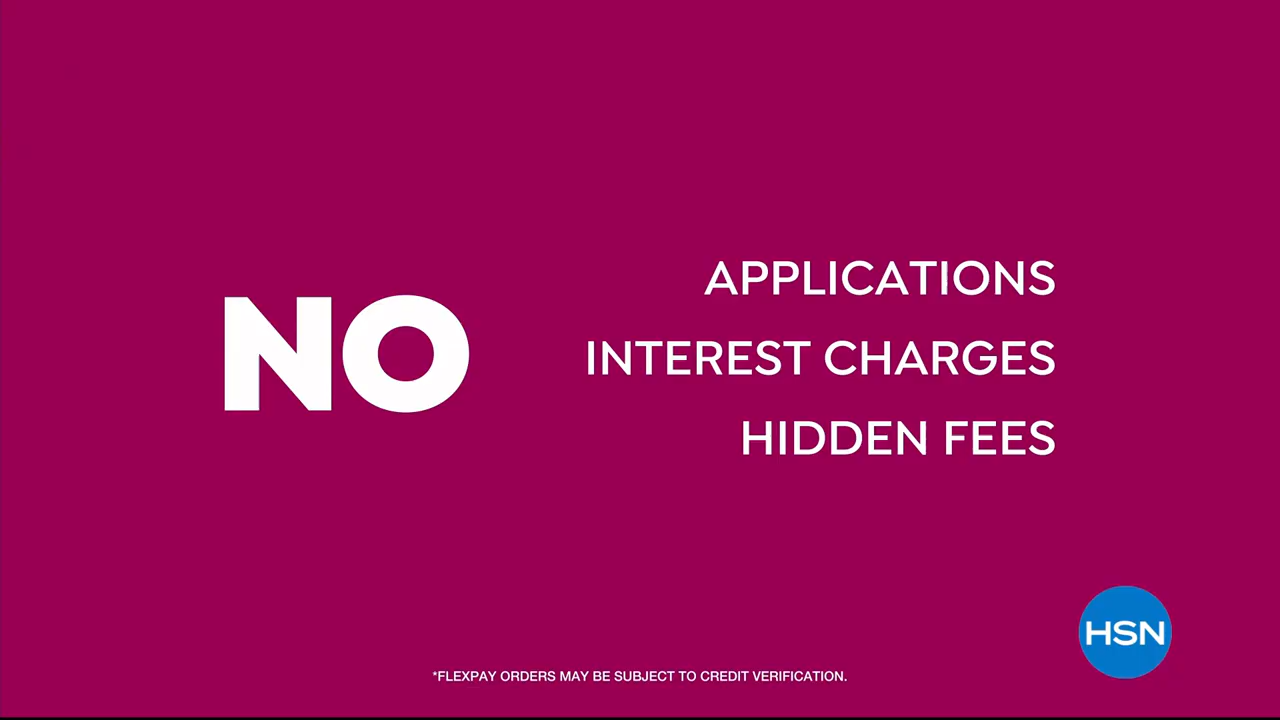 NO
APPLICATIONS
INTEREST CHARGES
HIDDEN FEES
HSN
*FLEXPAY ORDERS MAY BE SUBJECT TO CREDIT VERIFICATION.